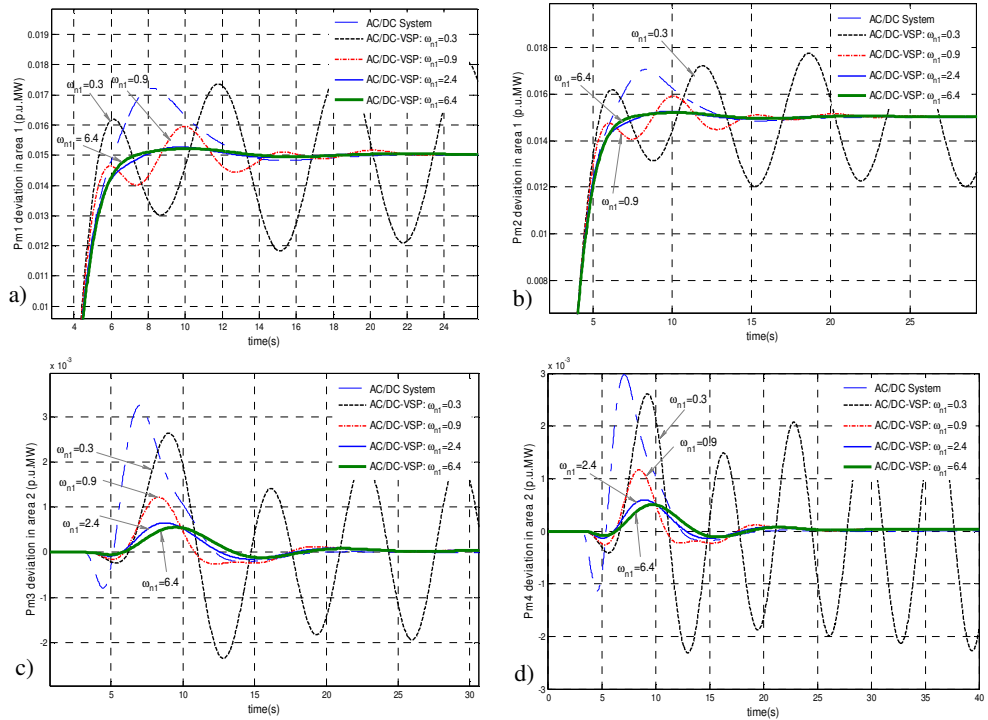 0.019
0.018
0.017
0.016
0.015
0.014
0.013
0.012
0.011
0.01
Pm1 deviation in area 1 (p.u.MW)
4 6 8 10 12 14 16 18 20 22 24
time(s)
a)
AC/DC System
AC/DC-VSP: ωn1=0.3
AC/DC-VSP: ωn1=0.9
AC/DC-VSP: ωn1=2.4
AC/DC-VSP: ωn1=6.4
ωn1=0.3
ωn1=0.9
ωn1= 6.4
0.018
0.016
0.014
0.012
0.01
0.008
Pm2 deviation in area 1 (p.u.MW)
5 10 15 20 25
time(s)
b)
AC/DC System
AC/DC-VSP: ωn1=0.3
AC/DC-VSP: ωn1=0.9
AC/DC-VSP: ωn1=2.4
AC/DC-VSP: ωn1=6.4
ωn1=0.3
ωn1=6.4
ωn1=0.9
x 10-3
3
2
1
0
-1
-2
Pm3 deviation in area 2 (p.u.MW)
5 10 15 20 25 30
time(s)
c)
AC/DC System
AC/DC-VSP: ωn1=0.3
AC/DC-VSP: ωn1=0.9
AC/DC-VSP: ωn1=2.4
AC/DC-VSP: ωn1=6.4
ωn1=0.3
ωn1=0.9
ωn1=2.4
ωn1=6.4
x 10-3
3
2
1
0
-1
-2
-3
Pm4 deviation in area 2 (p.u.MW)
0 5 10 15 20 25 30 35 40
time(s)
d)
AC/DC System
AC/DC-VSP: ωn1=0.3
AC/DC-VSP: ωn1=0.9
AC/DC-VSP: ωn1=2.4
AC/DC-VSP: ωn1=6.4
ωn1=0.3
ωn1=0.9
ωn1=2.4
ωn1=6.4